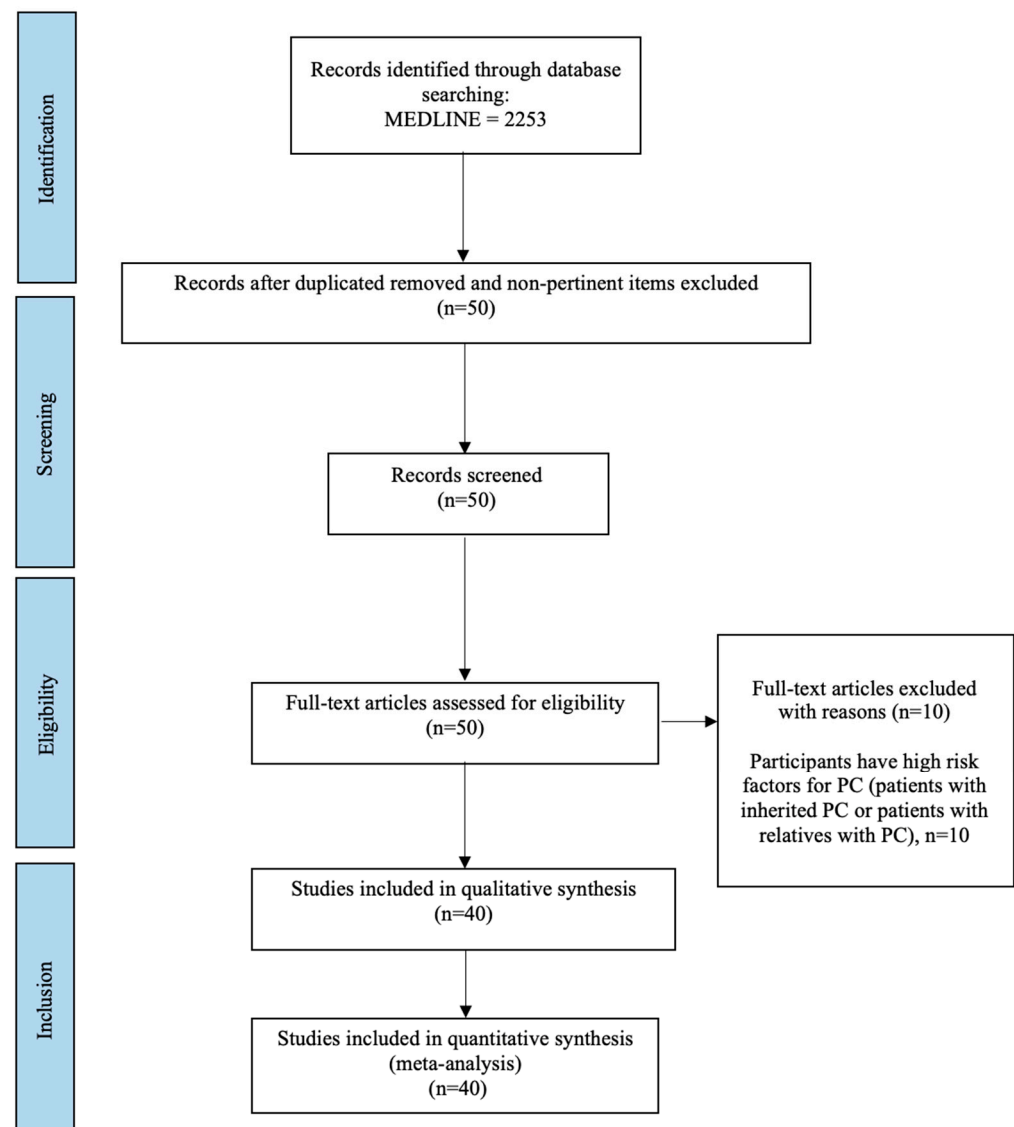 Identification
Records identified through database
searching:
MEDLINE = 2253
Records after duplicated removed and non-pertinent items excluded
(n=50)
Screening
Records screened
(n=50)
Eligibility
Full-text articles assessed for eligibility
(n=50)
Full-text articles excluded
with reasons (n=10)
Participants have high risk
factors for PC (patients with
inherited PC or patients with
relatives with PC), n=10
Inclusion
Studies included in qualitative synthesis
(n=40)
Studies included in quantitative synthesis
(meta-analysis)
(n=40)